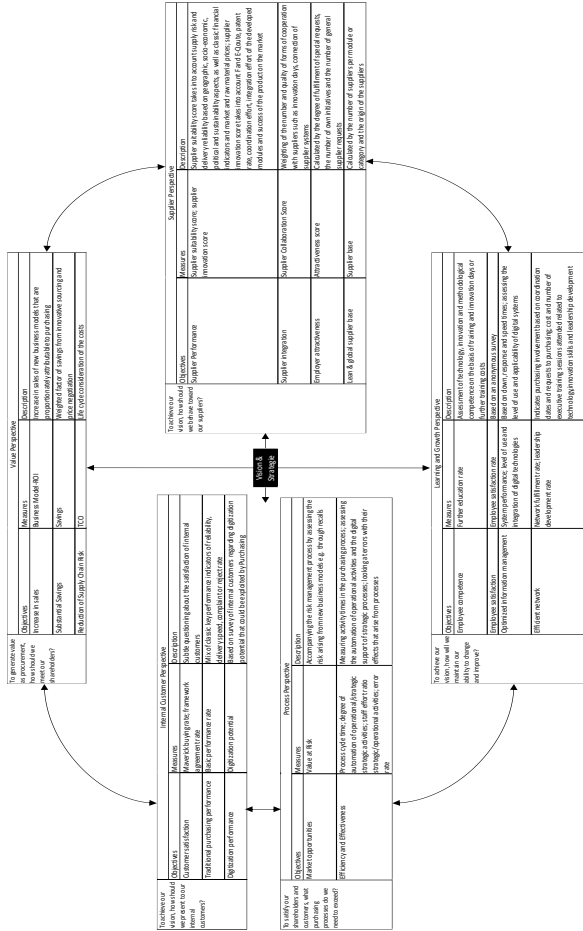 Value Perspective
To generate value
as procurement,
how should we
meet our
shareholders?
Objectives Measures Description
Increase in sales Business Model-ROI Increase in sales of new business models that are
proportionately attributable to purchasing
Substantial Savings Savings Weighted factor of savings from innovative sourcing and
price negotiation
Reduction of Supply Chain Risk TCO Life cycle consideration of the costs
Internal Customer Perspective
To achieve our
vision, how should
we present to our
internal
customers?
Objectives Measures Description
Customer satisfaction Maverick buying rate; framework
agreement rate Subtle questioning about the satisfaction of internal
customers
Traditional purchasing performance Basic performance rate Mix of classic key performance indicators of reliability,
delivery speed, complaint or reject rate
Digitization performance Digitization potential Based on survey of internal customers regarding digitization
potential that could be exploited by Purchasing
Vision &
Strategie
Supplier Perspective
To achieve our
vision, how should
we behave toward
our suppliers?
Objectives Measures Description
Supplier Performance Supplier suitability score; supplier
innovation score Supplier suitability score takes into account supply risk and
delivery reliability based on geographic, socio-economic,
political and sustainability aspects, as well as classic financial
indicators and market and raw material prices; supplier
innovation score takes into account F and E-Qoute, patent
rate, coordination effort, integration effort of the developed
modules and success of the product on the market
Supplier integration Supplier Collaboration Score Weighting of the number and quality of forms of cooperation
with suppliers such as innovation days, connection of
supplier systems
Employer attractiveness Attractiveness score Calculated by the degree of fulfillment of special requests,
the number of own initiatives and the number of general
supplier requests
Lean & global supplier base Supplier base Calculated by the number of suppliers per module or
category and the origin of the suppliers
Process Perspective
To satisfy our
shareholders and
customers, what
purchasing
processes do we
need to exceed?
Objectives Measures Description
Market opportunities Value at Risk Accompanying the risk management process by assessing the
risk arising from new business models e.g. through recalls
Efficiency and Effectiveness Process cycle time; degree of
automation of operational/strategic
strategic activities; staff effort ratio
strategic/operational activities; error
rate Measuring activity times in the purchasing process; assessing
the automation of operational activities and the digital
support of strategic processes; looking at errors with their
effects that arise from processes
Learning and Growth Perspective
To achieve our
vision, how will we
maintain our
ability to change
and improve?
Objectives Measures Description
Employee competence Further education rate Assessment of technology, innovation and methodological
competence on the basis of training and innovation days or
further training costs
Employee satisfaction Employee satisfaction rate Based on an anonymous survey
Optimized information management System performance; level of use and
integration of digital technologies Based on down, response and speed times, assessing the
level of use and applicability of digital systems
Efficient network Network fulfillment rate; leadership
development rate Indicates purchasing involvement based on coordination
dates and requests to purchasing; cost and number of
executive training sessions attended related to
technology innovation skills and leadership development